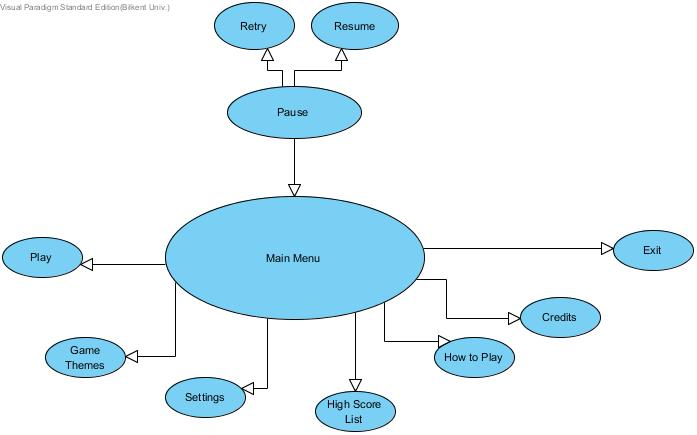 Visual Paradigm Standard Edition(Bilkent Univ.)
Retry
Resume
Pause
Main Menu
Play
Exit
Credits
Game
Themes
How to Play
Settings
High Score
List